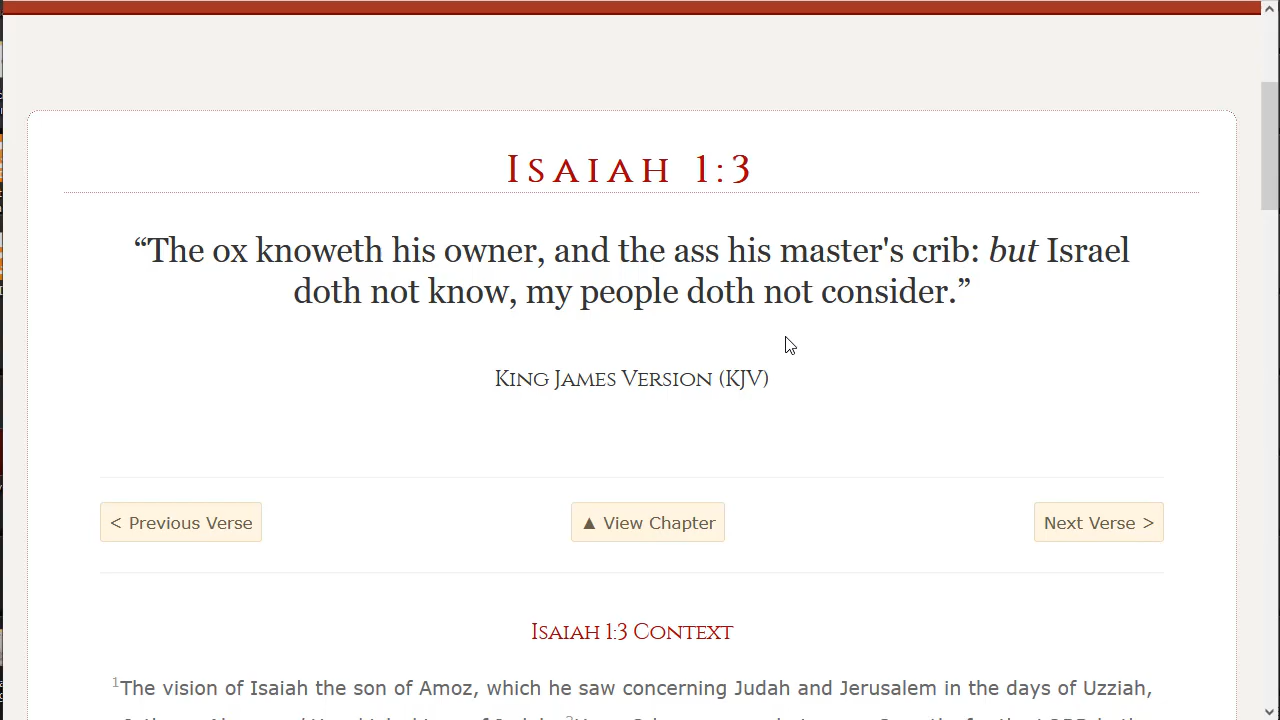 Isaiah 1:3
“The ox knoweth his owner, and the ass his master's crib: but Israel
doth not know, my people doth not consider.”
King James Version (KJV)
< Previous Verse
▲ View Chapter
Next Verse >
Isaiah 1:3 Context
1The vision of Isaiah the son of Amoz, which he saw concerning Judah and Jerusalem in the days of Uzziah,